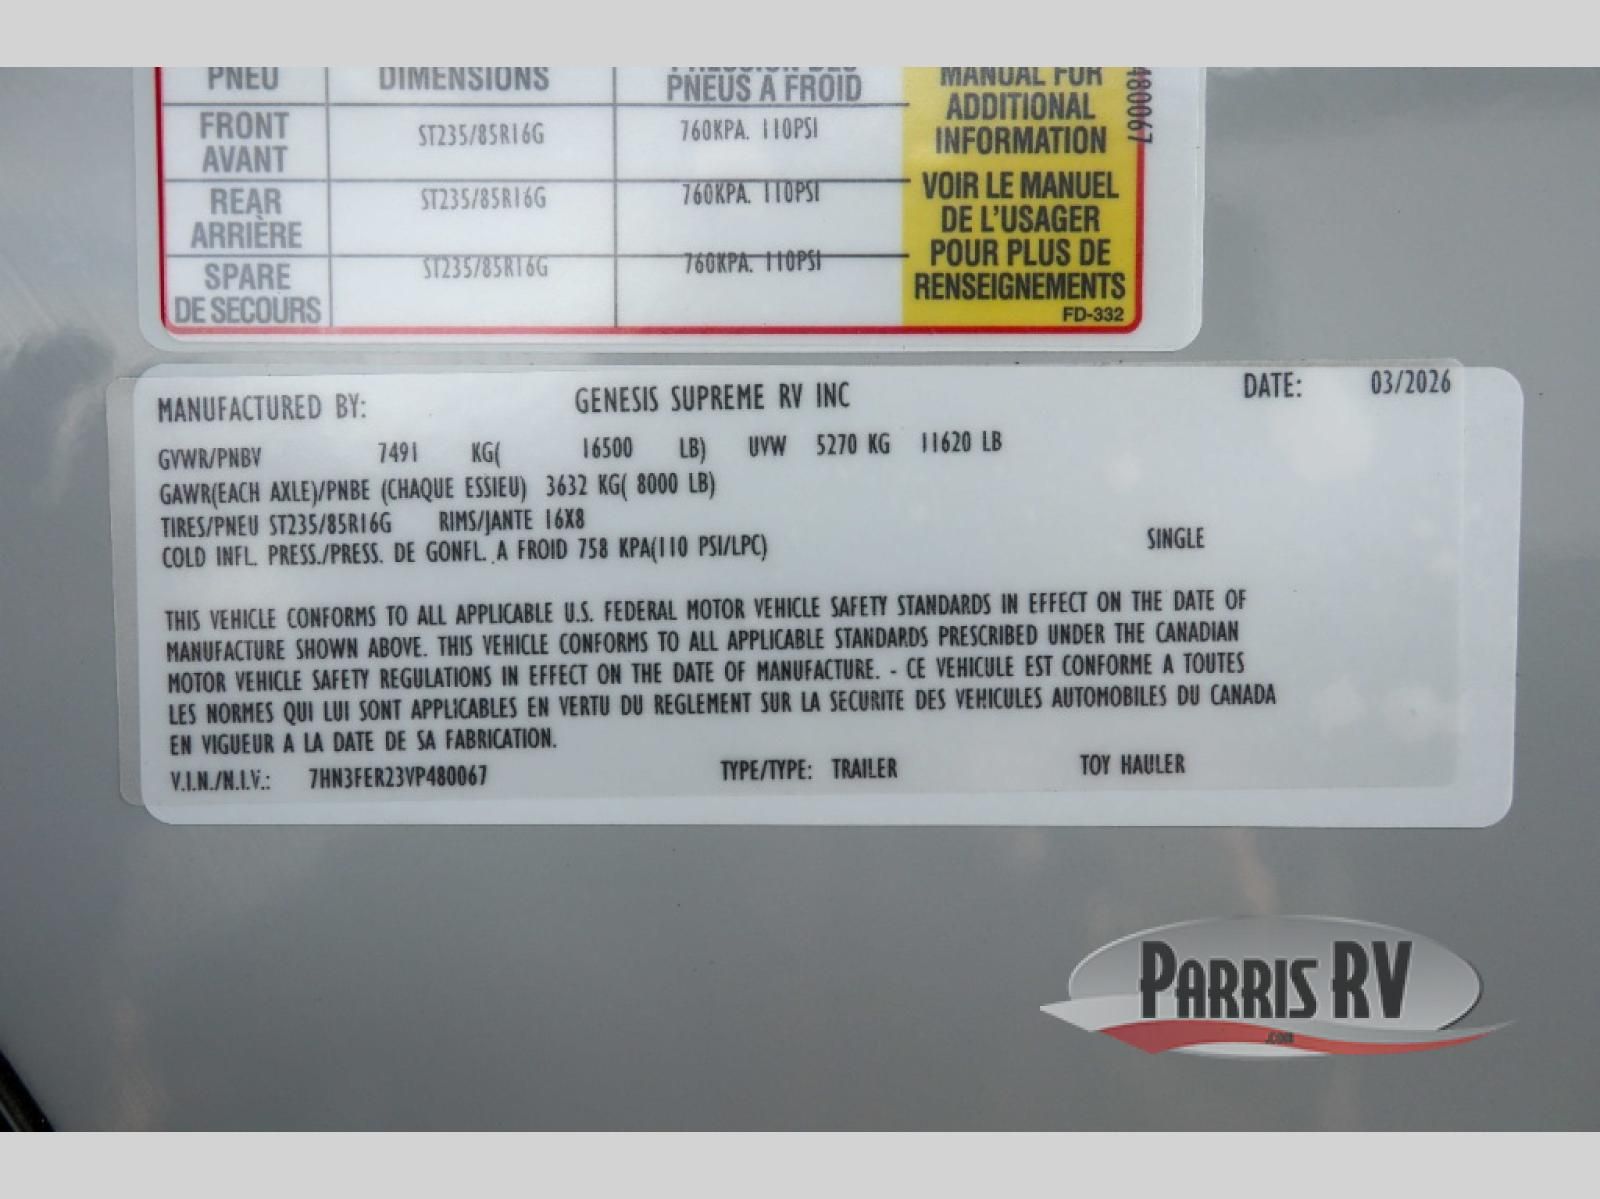 PNEU DIMENSIONS PRESSION DES PNEUS A FROID
FRONT AVANT ST235/85R16G 760KPA. 110PSI
REAR ARRIÈRE ST235/85R16G 760KPA. 110PSI
SPARE DE SECOURS ST235/85R16G 760KPA. 110PSI
MANUAL FOR
ADDITIONAL
INFORMATION
VOIR LE MANUEL
DE L'USAGER
POUR PLUS DE
RENSEIGNEMENTS
FD-332
480067
MANUFACTURED BY: GENESIS SUPREME RV INC DATE: 03/2026
GVWR/PNBV 7491 KG( 16500 LB) UVW 5270 KG 11620 LB
GAWR(EACH AXLE)/PNBE (CHAQUE ESSIEU) 3632 KG( 8000 LB)
TIRES/PNEU ST235/85R16G RIMS/JANTE 16X8
COLD INFL. PRESS./PRESS. DE GONFL. A FROID 758 KPA(110 PSI/LPC) SINGLE
THIS VEHICLE CONFORMS TO ALL APPLICABLE U.S. FEDERAL MOTOR VEHICLE SAFETY STANDARDS IN EFFECT ON THE DATE OF
MANUFACTURE SHOWN ABOVE. THIS VEHICLE CONFORMS TO ALL APPLICABLE STANDARDS PRESCRIBED UNDER THE CANADIAN
MOTOR VEHICLE SAFETY REGULATIONS IN EFFECT ON THE DATE OF MANUFACTURE. - CE VEHICULE EST CONFORME A TOUTES
LES NORMES QUI LUI SONT APPLICABLES EN VERTU DU REGLEMENT SUR LA SECURITE DES VEHICULES AUTOMOBILES DU CANADA
EN VIGUEUR A LA DATE DE SA FABRICATION.
V.I.N./N.I.V.: 7HN3FER23VP480067 TYPE/TYPE: TRAILER TOY HAULER
PARRIS RV
.COM